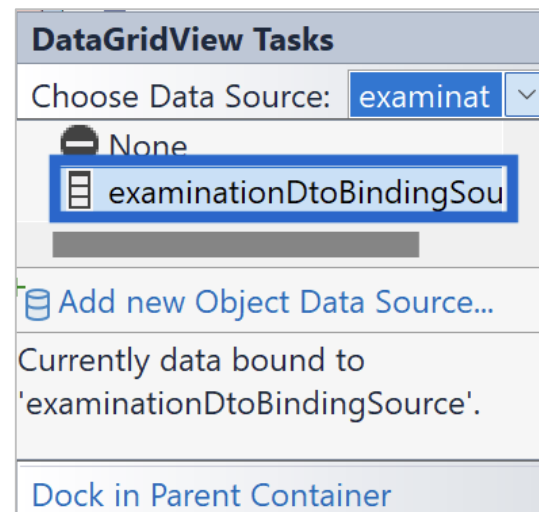 DataGridView Tasks
Choose Data Source: examinat
None
examinationDtoBindingSou
Add new Object Data Source...
Currently data bound to
'examinationDtoBindingSource'.
Dock in Parent Container